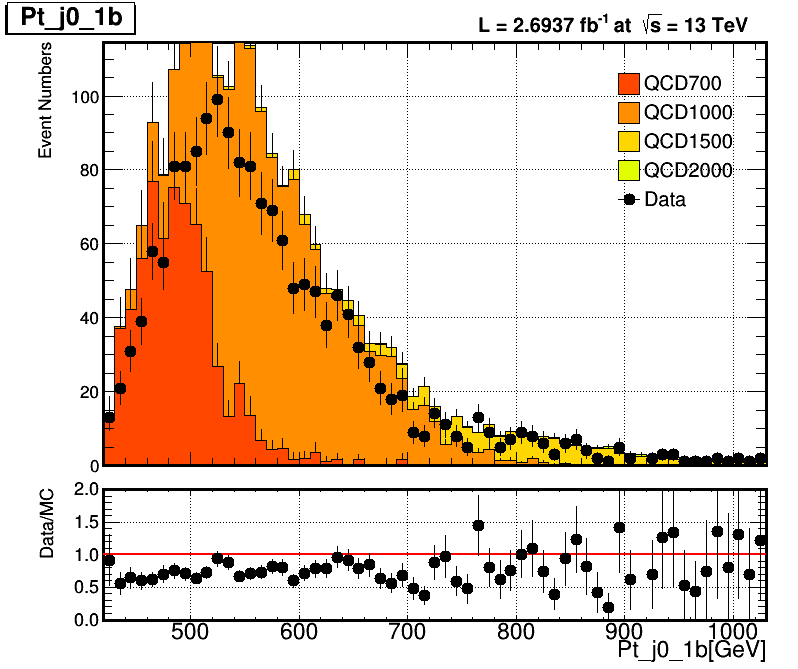 Pt_j0_1b
L = 2.6937 fb-1 at √s = 13 TeV
Event Numbers
100
80
60
40
20
0
QCD700
QCD1000
QCD1500
QCD2000
Data
Data/MC
2.0
1.5
1.0
0.5
0.0
500 600 700 800 900 1000
Pt_j0_1b[GeV]